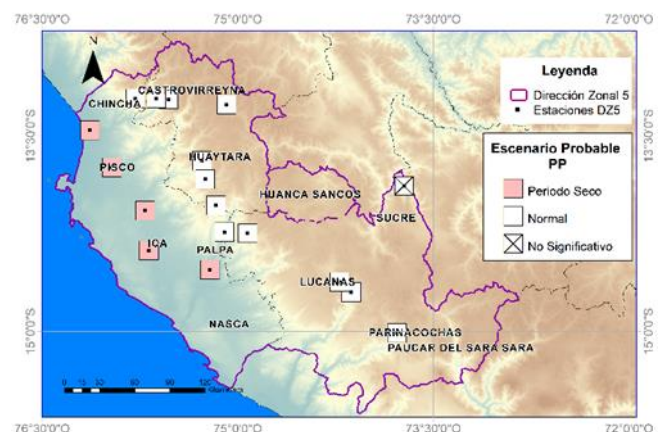 76°30'0"O 75°0'0"O 73°30'0"O 72°0'0"O
N
CASTROVIRREYNA
CHINCHA
HUAYTARA
PISCO
HUANCA SANCOS
SUCRE
ICA
PALPA
LUCANAS
NASCA
PARINACOCHAS
PAUCAR DEL SARA SARA
Leyenda
Dirección Zonal 5
Estaciones DZ5
Escenario Probable
PP
Periodo Seco
Normal
No Significativo
13°30'0"S
15°0'0"S
13°30'0"S
15°0'0"S
0 15 30 60 90 120
76°30'0"O 75°0'0"O 73°30'0"O 72°0'0"O